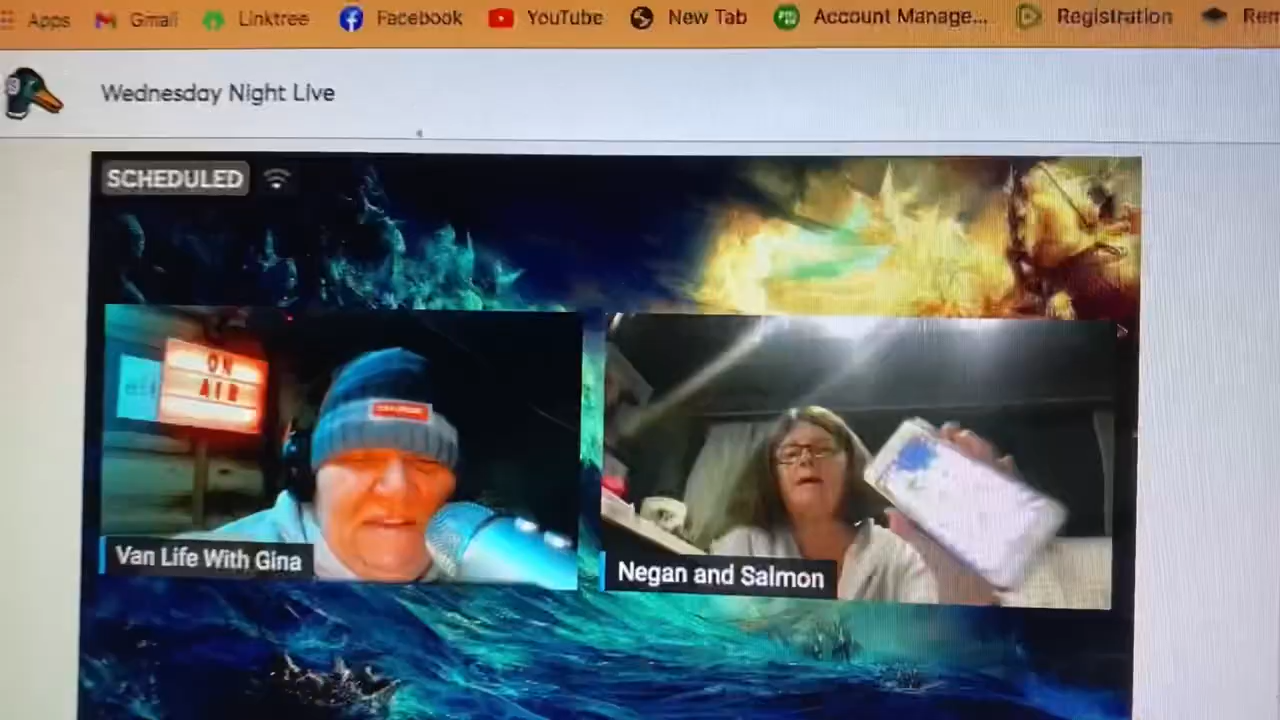 Apps Gmail Linktree Facebook YouTube New Tab Account Manage... Registration
Wednesday Night Live
SCHEDULED
ON
AIR
Van Life With Gina
Negan and Salmon